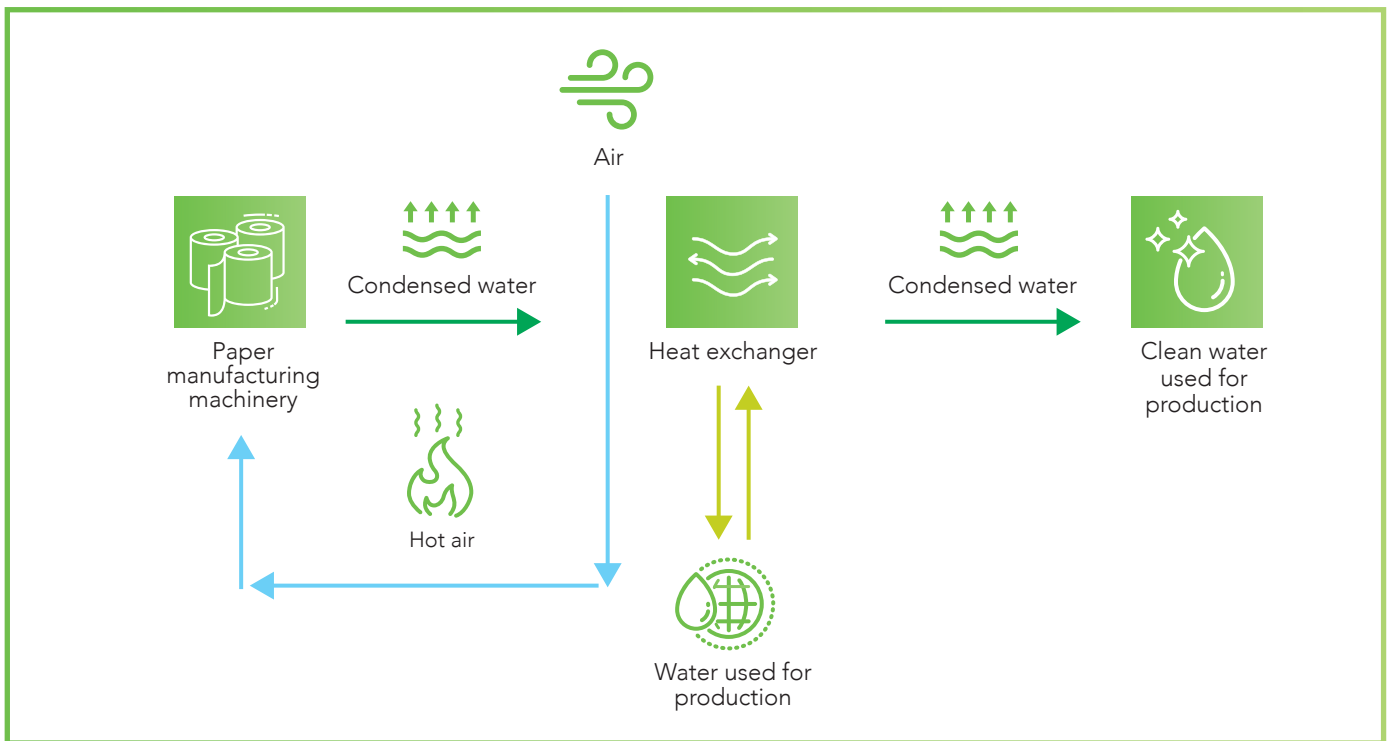 Air
Condensed water
Condensed water
Paper
manufacturing
machinery
Heat exchanger
Clean water
used for
production
Hot air
Water used for
production